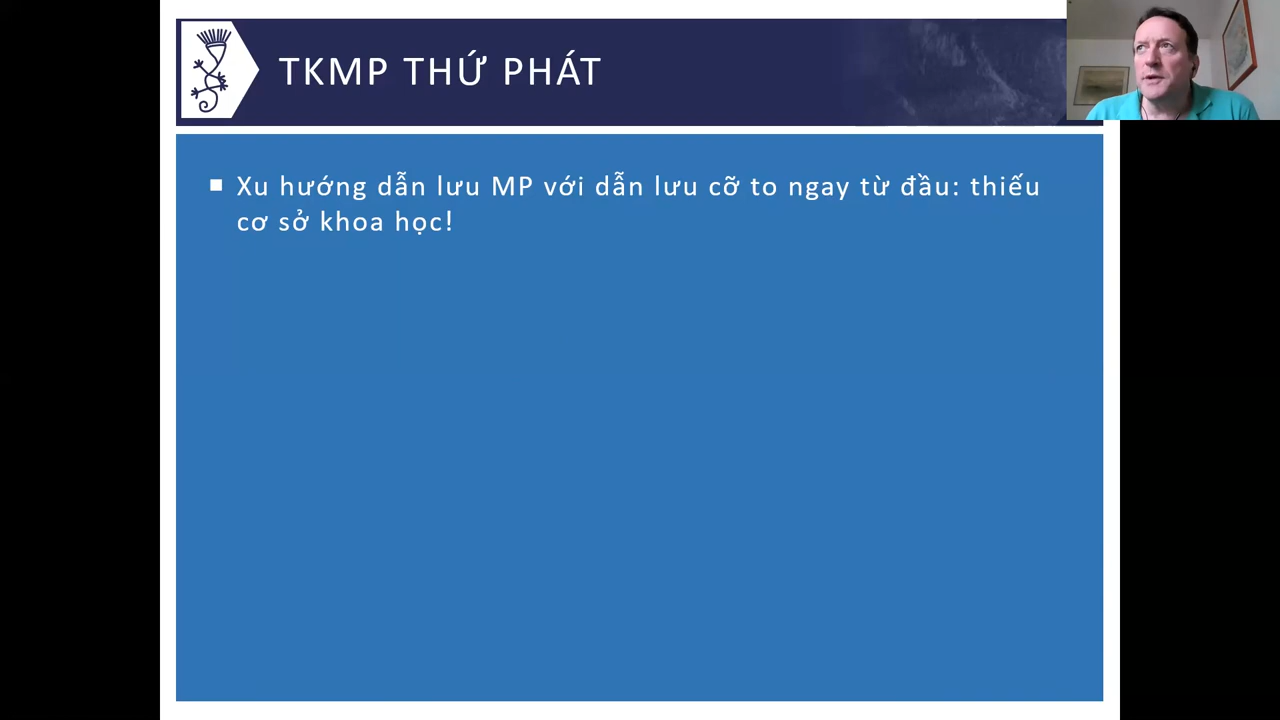 TKMP THỨ PHÁT
Xu hướng dẫn lưu MP với dẫn lưu cỡ to ngay từ đầu: thiếu
cơ sở khoa học!